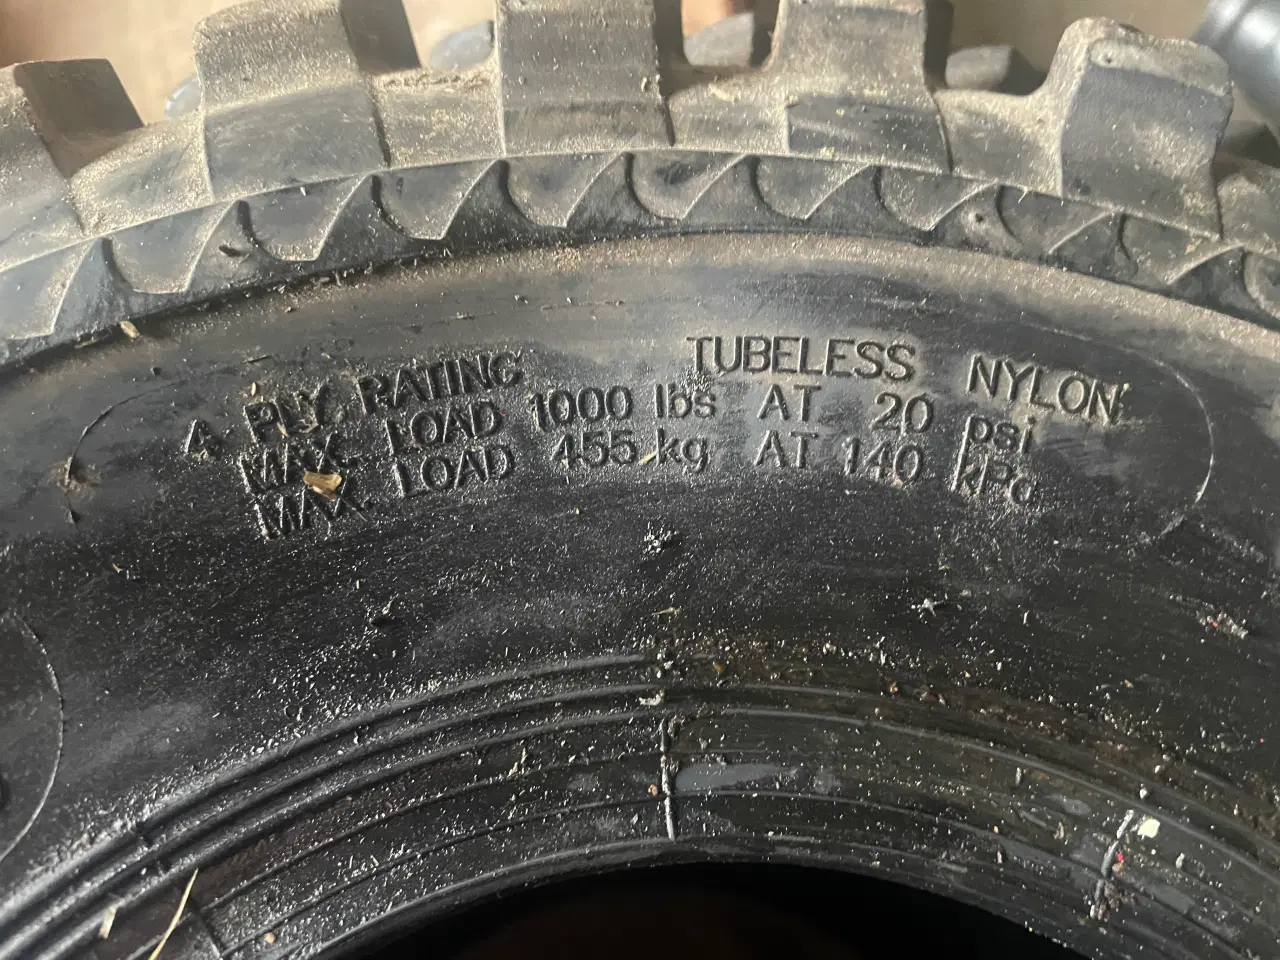 4 PLY RATING TUBELESS NYLON
MAX. LOAD 1000 lbs AT 20 psi
MAX. LOAD 455 kg AT 140 kPa